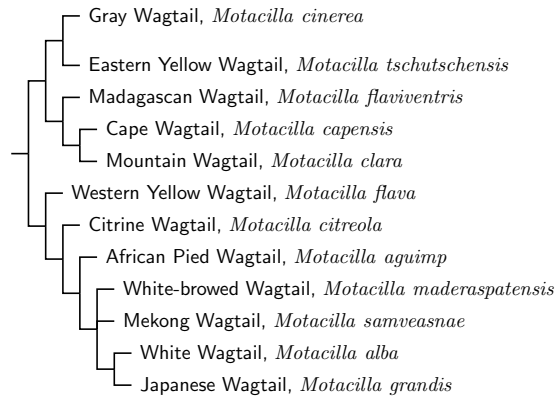 Gray Wagtail, Motacilla cinerea
Eastern Yellow Wagtail, Motacilla tschutschensis
Madagascan Wagtail, Motacilla flaviventris
Cape Wagtail, Motacilla capensis
Mountain Wagtail, Motacilla clara
Western Yellow Wagtail, Motacilla flava
Citrine Wagtail, Motacilla citreola
African Pied Wagtail, Motacilla aguimp
White-browed Wagtail, Motacilla maderaspatensis
Mekong Wagtail, Motacilla samveasnae
White Wagtail, Motacilla alba
Japanese Wagtail, Motacilla grandis